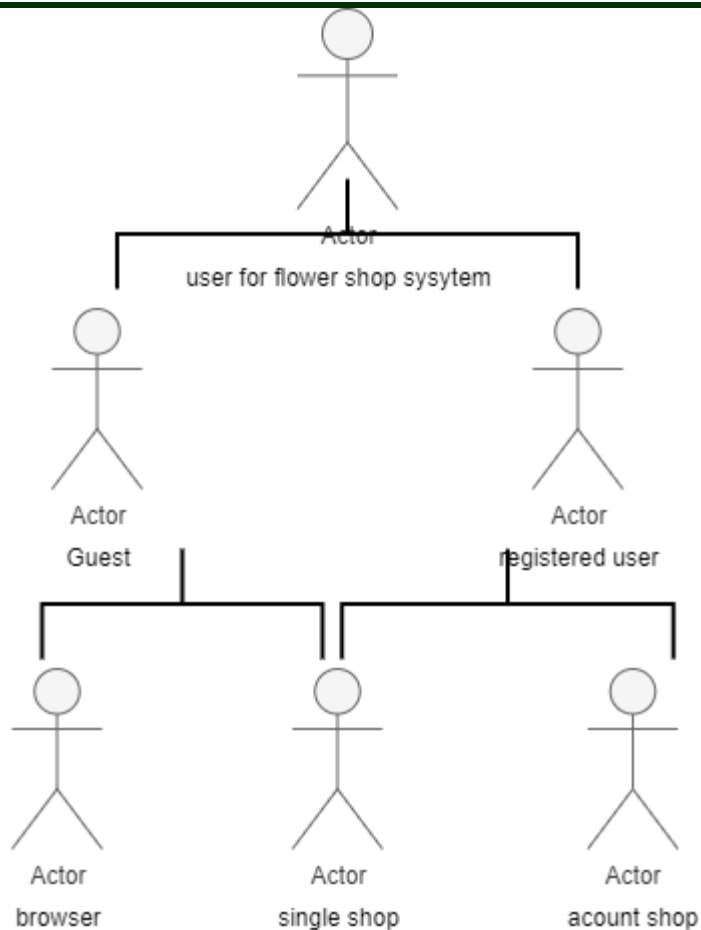 Actor
user for flower shop sysytem
Actor
Actor
Guest
registered user
Actor
Actor
Actor
browser
single shop
acount shop